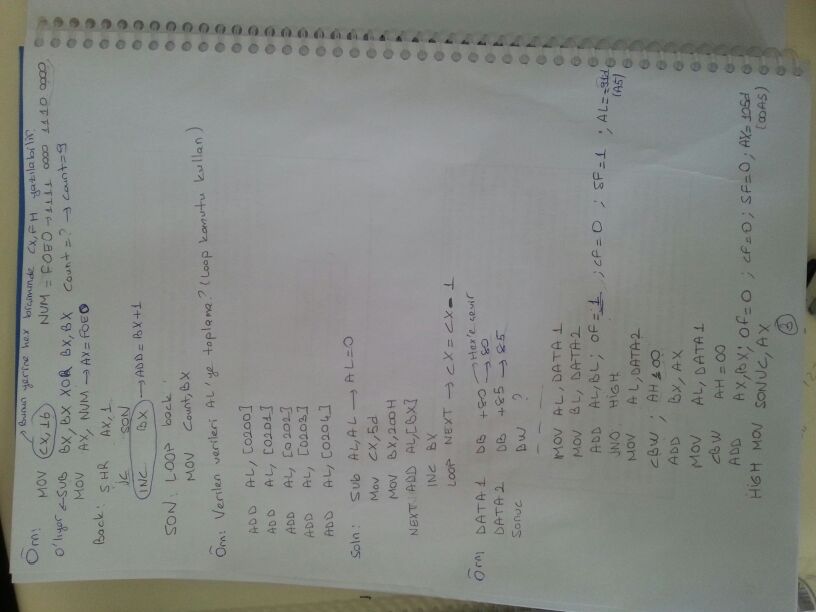 Bunun yerine hex biçiminde CX,FH yazılabilir.
Örn: MOV CX,16 NUM = F0E0 → 1111 0000 1110 0000
0'lıyor ← SUB BX,BX XOR BX,BX Count = ? → Count = 9
MOV AX, NUM → AX = F0E0
Back: SHR AX,1
JC SON
INC BX → ADD = BX+1
SON: LOOP back
MOV Count,BX
Örn: Verilen verileri AL'ye toplama? (Loop komutu kullan)
ADD AL,[0200]
ADD AL,[0201]
ADD AL,[0202]
ADD AL,[0203]
ADD AL,[0204]
Soln: SUB AL,AL → AL=0
MOV CX,5d
MOV BX,200H
NEXT: ADD AL,[BX]
INC BX
LOOP NEXT → CX = CX - 1
Örn: DATA1 DB +80 → Hex'e çevir 80
DATA2 DB +85 → 85
SONUC DW ?
MOV AL,DATA1
MOV BL,DATA2
ADD AL,BL; OF=1 ; CF=0 ; SF=1 ; AL=-91d (A5)
JNO HIGH
MOV AL,DATA2
CBW ; AH=00
ADD BX,AX
MOV AL,DATA1
CBW AH=00
ADD AX,BX; OF=0 ; CF=0; SF=0; AX=165d (00A5)
HIGH MOV SONUC,AX
3